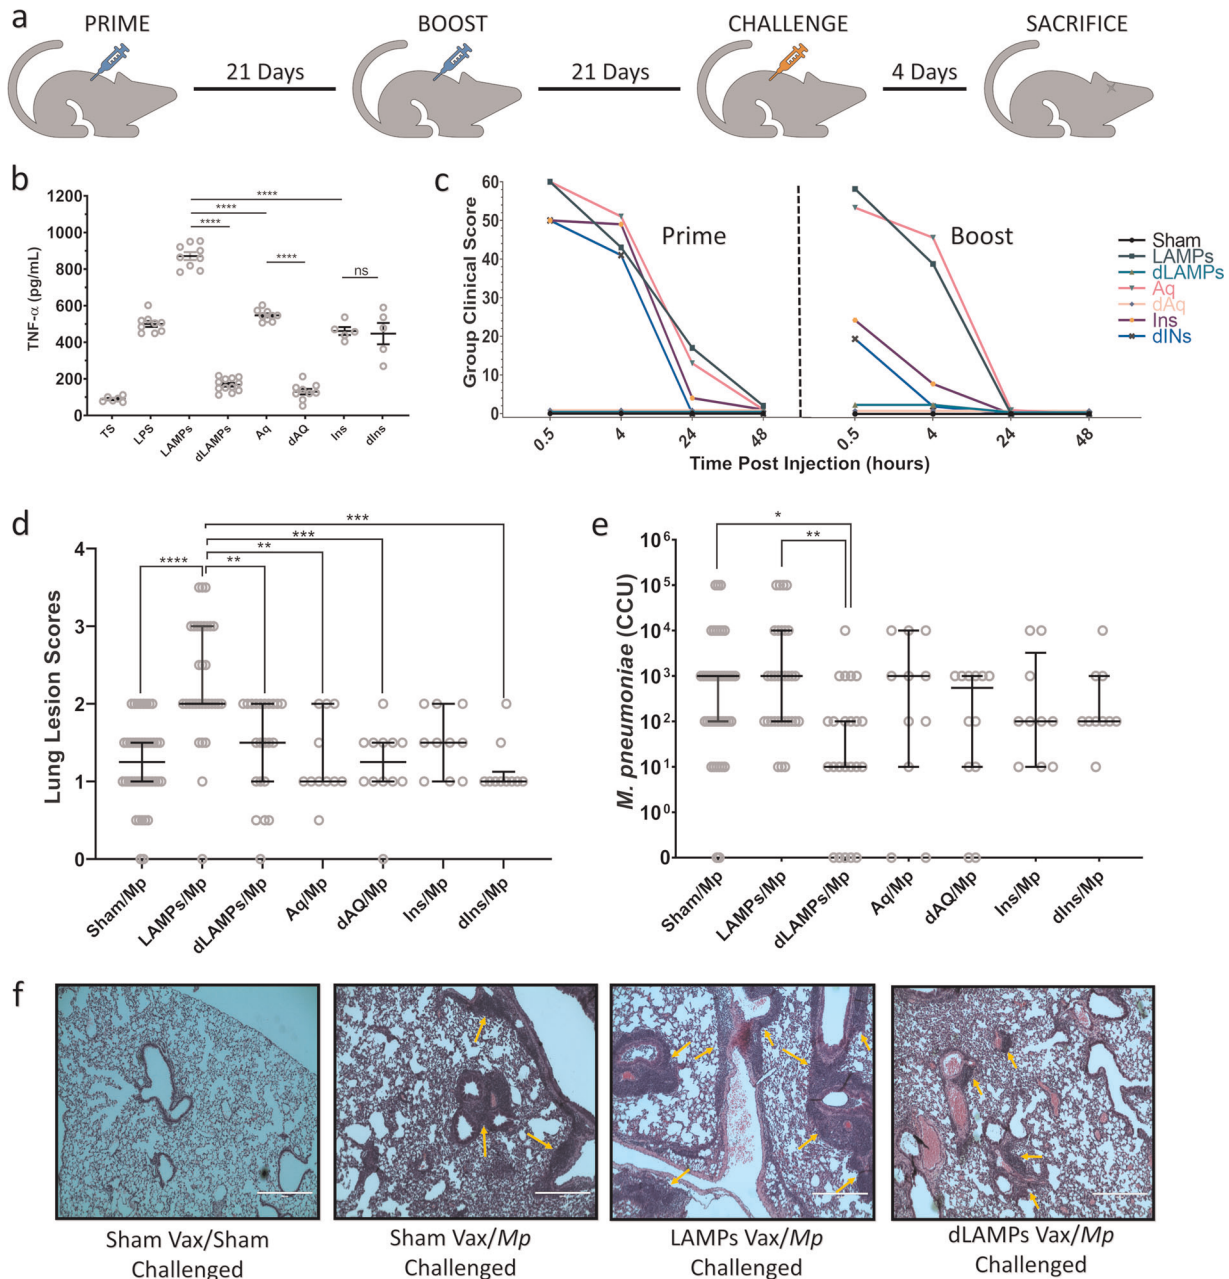 a
PRIME
BOOST
CHALLENGE
SACRIFICE
21 Days
21 Days
4 Days
b
TNF-α (pg/mL)
1200
1000
800
600
400
200
0
****
****
****
****
ns
TS
LPS
LAMPs
dLAMPs
Aq
dAQ
Ins
dIns
c
Group Clinical Score
60
50
40
30
20
10
0
Prime
Boost
0.5
4
24
48
0.5
4
24
48
Time Post Injection (hours)
Sham
LAMPs
dLAMPs
Aq
dAq
Ins
dINs
d
Lung Lesion Scores
4
3
2
1
0
****
**
**
***
***
Sham/Mp
LAMPs/Mp
dLAMPs/Mp
Aq/Mp
dAQ/Mp
Ins/Mp
dIns/Mp
e
M. pneumoniae (CCU)
10⁶
10⁵
10⁴
10³
10²
10¹
10⁰
0
*
**
Sham/Mp
LAMPs/Mp
dLAMPs/Mp
Aq/Mp
dAQ/Mp
Ins/Mp
dIns/Mp
f
Sham Vax/Sham
Challenged
Sham Vax/Mp
Challenged
LAMPs Vax/Mp
Challenged
dLAMPs Vax/Mp
Challenged